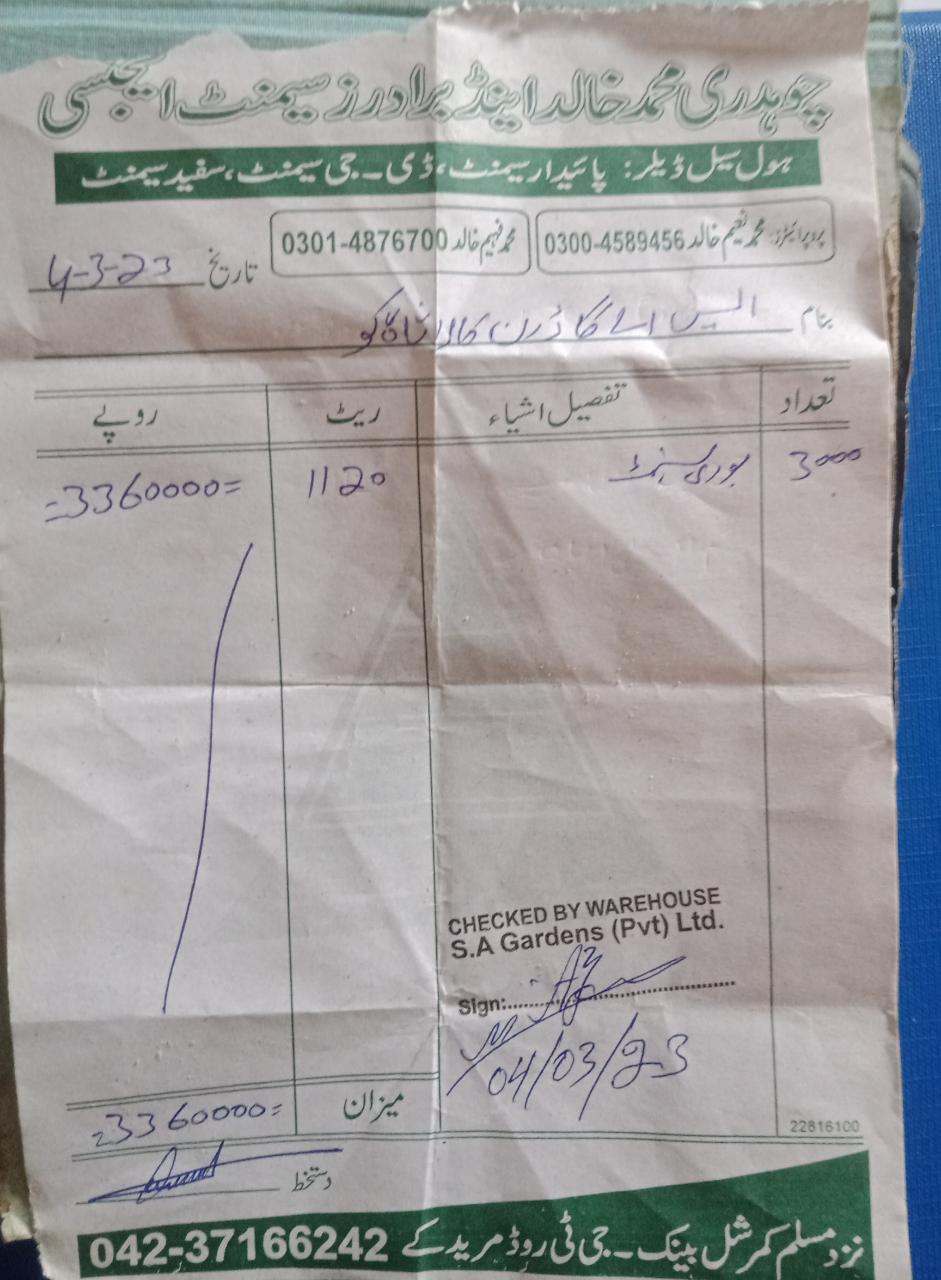 چوہدری محمد خالد اینڈ برادرز سیمنٹ ایجنسی
ہول سیل ڈیلر: پائیدار سیمنٹ، ڈی۔جی سیمنٹ، سفید سیمنٹ
پروپرائیٹرز: محمد نعیم خالد 0300-4589456 محمد فہیم خالد 0301-4876700
تاریخ 4-3-23
بنام ایس اے گارڈن کالا شاہ کو
تعداد تفصیل اشیاء ریٹ روپے
3000 بوری سیمنٹ 1120 =3360000=
CHECKED BY WAREHOUSE
S.A Gardens (Pvt) Ltd.
Sign:
04/03/23
میزان =3360000=
22816100
دستخط
نزد مسلم کمرشل بینک۔ جی ٹی روڈ مریدکے 042-37166242